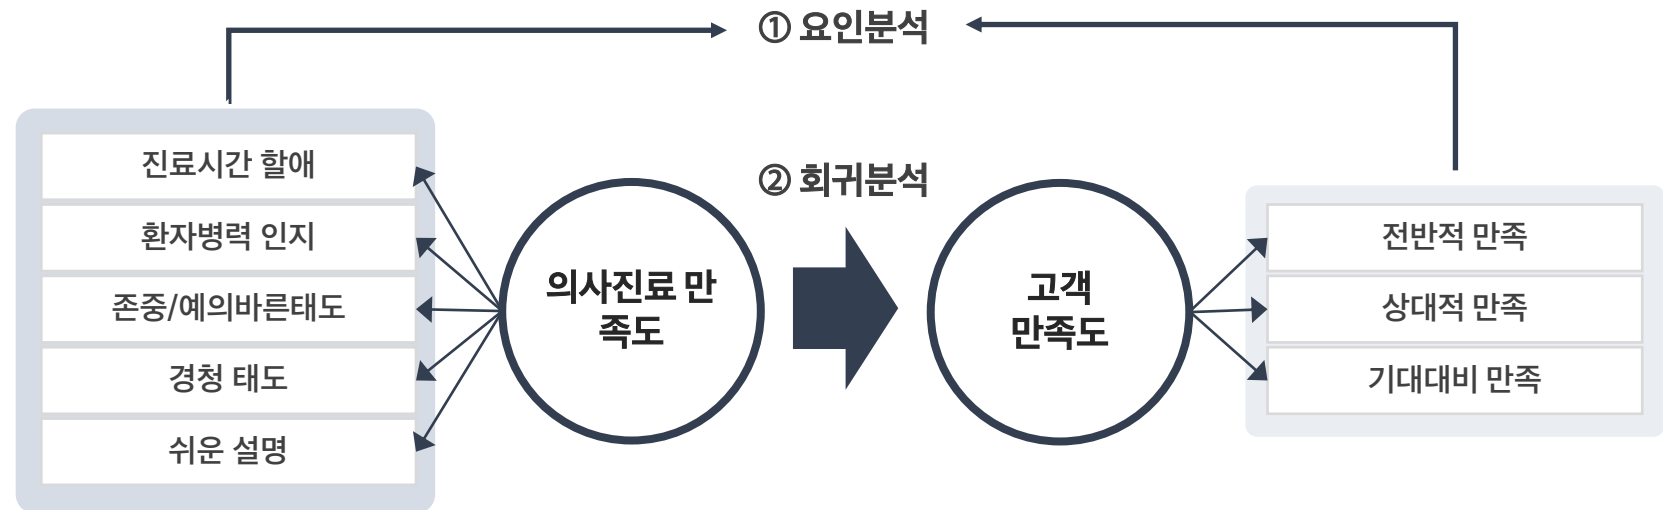 ① 요인분석
진료시간 할애
환자병력 인지
존중/예의바른태도
경청 태도
쉬운 설명
의사진료 만
족도
② 회귀분석
고객
만족도
전반적 만족
상대적 만족
기대대비 만족